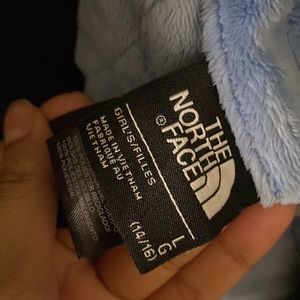 THE
NORTH
FACE
®
GIRL'S/FILLES
MADE IN VIETNAM
FABRIQUÉ AU
VIETNAM
L
G
(14/16)